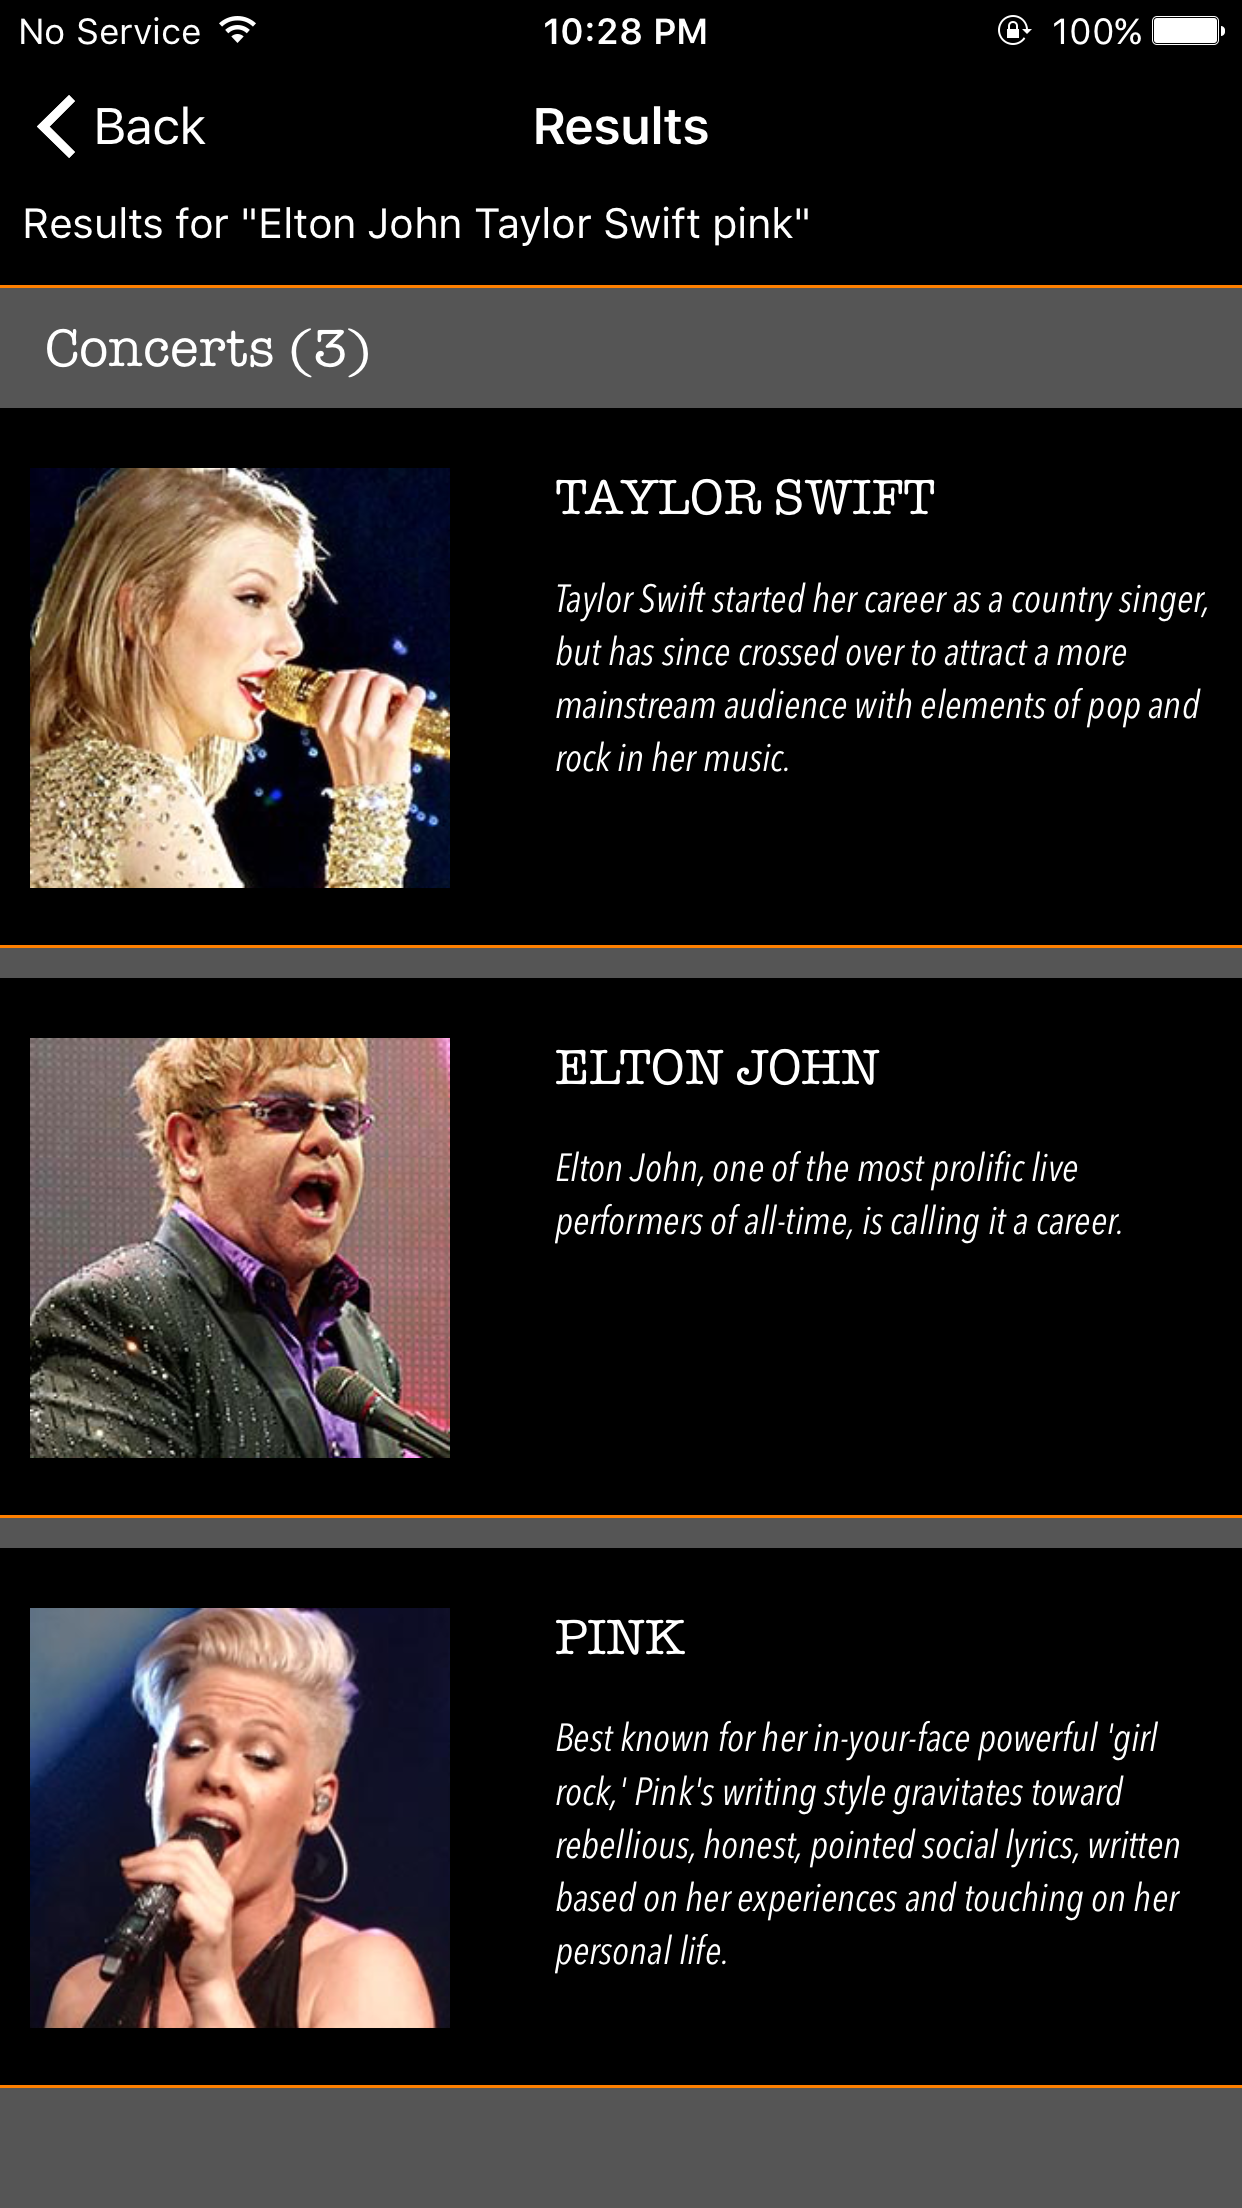 No Service 10:28 PM 100%
Back Results
Results for "Elton John Taylor Swift pink"
Concerts (3)
TAYLOR SWIFT
Taylor Swift started her career as a country singer,
but has since crossed over to attract a more
mainstream audience with elements of pop and
rock in her music.
ELTON JOHN
Elton John, one of the most prolific live
performers of all-time, is calling it a career.
PINK
Best known for her in-your-face powerful 'girl
rock,' Pink's writing style gravitates toward
rebellious, honest, pointed social lyrics, written
based on her experiences and touching on her
personal life.